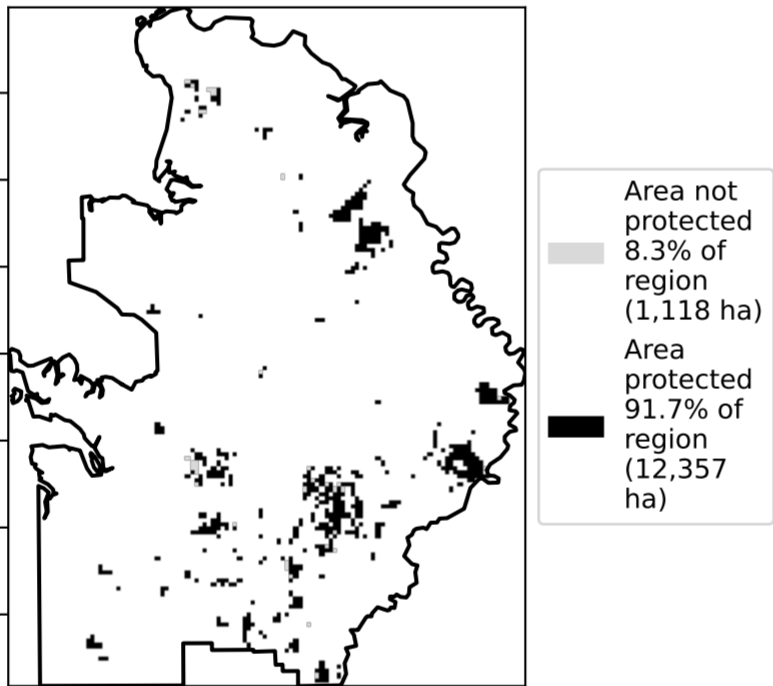 Area not
protected
8.3% of
region
(1,118 ha)
Area
protected
91.7% of
region
(12,357
ha)